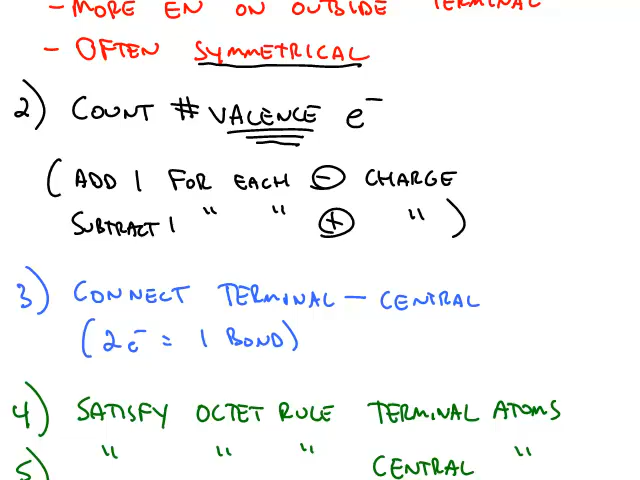 - MORE EN ON OUTSIDE TERMINAL
- OFTEN SYMMETRICAL
2) COUNT # VALENCE e⁻
(ADD 1 FOR EACH ⊖ CHARGE
SUBTRACT 1 " " ⊕ ")
3) CONNECT TERMINAL - CENTRAL
(2e⁻ = 1 BOND)
4) SATISFY OCTET RULE TERMINAL ATOMS
5) " " " CENTRAL "